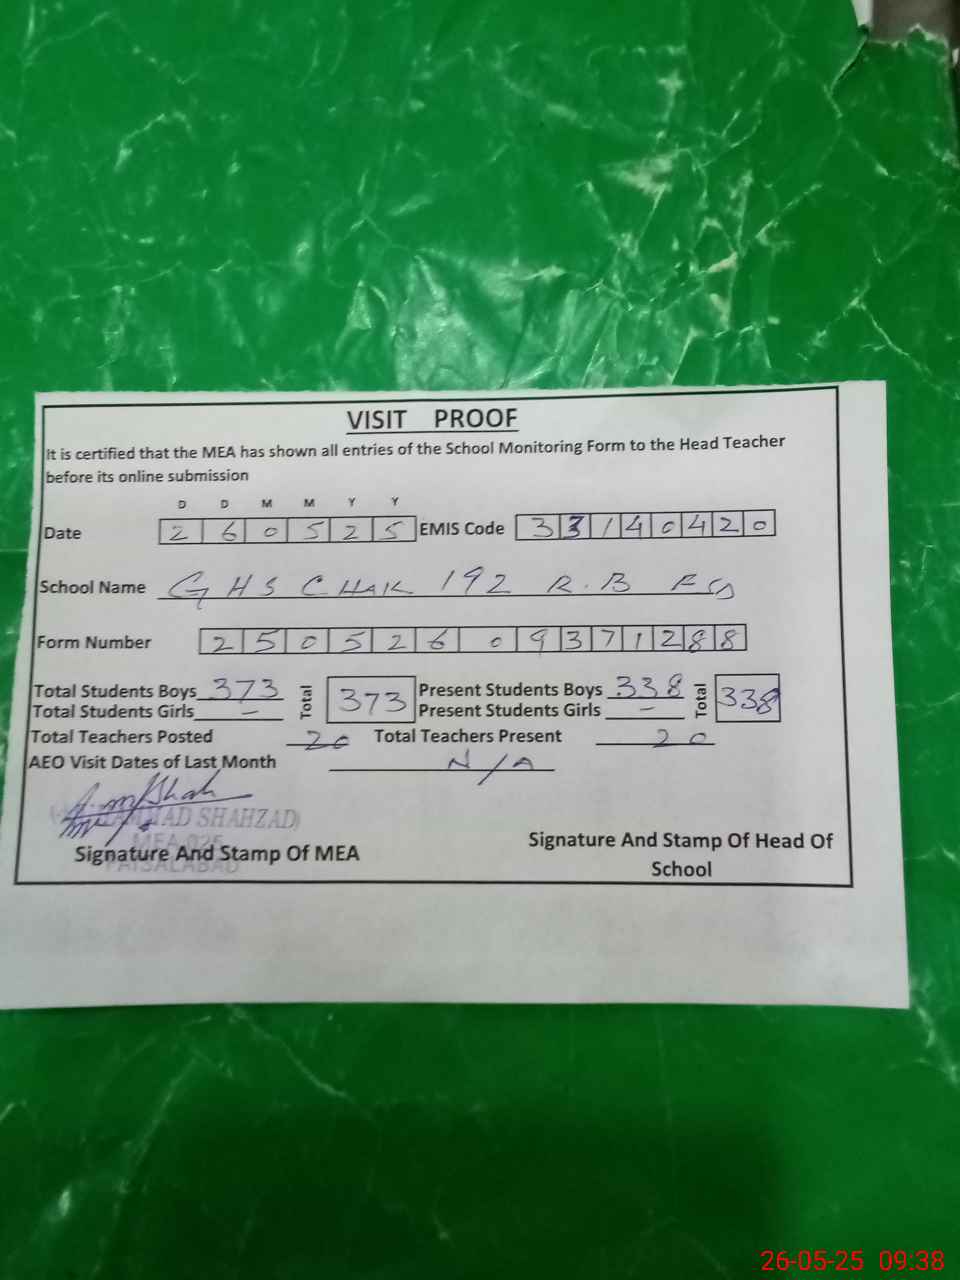 VISIT PROOF
It is certified that the MEA has shown all entries of the School Monitoring Form to the Head Teacher
before its online submission
D D M M Y Y
Date 2 6 0 5 2 5 EMIS Code 3 3 1 4 0 4 2 0
School Name GHS CHAK 192 R.B
Form Number 2 5 0 5 2 6 0 9 3 7 1 2 8 8
Total Students Boys 373 Total 373 Present Students Boys 338 Total 338
Total Students Girls - Present Students Girls -
Total Teachers Posted 20 Total Teachers Present 20
AEO Visit Dates of Last Month N/A
SHAHZAD)
Signature And Stamp Of MEA
FAISALABAD
Signature And Stamp Of Head Of
School
26-05-25 09:38